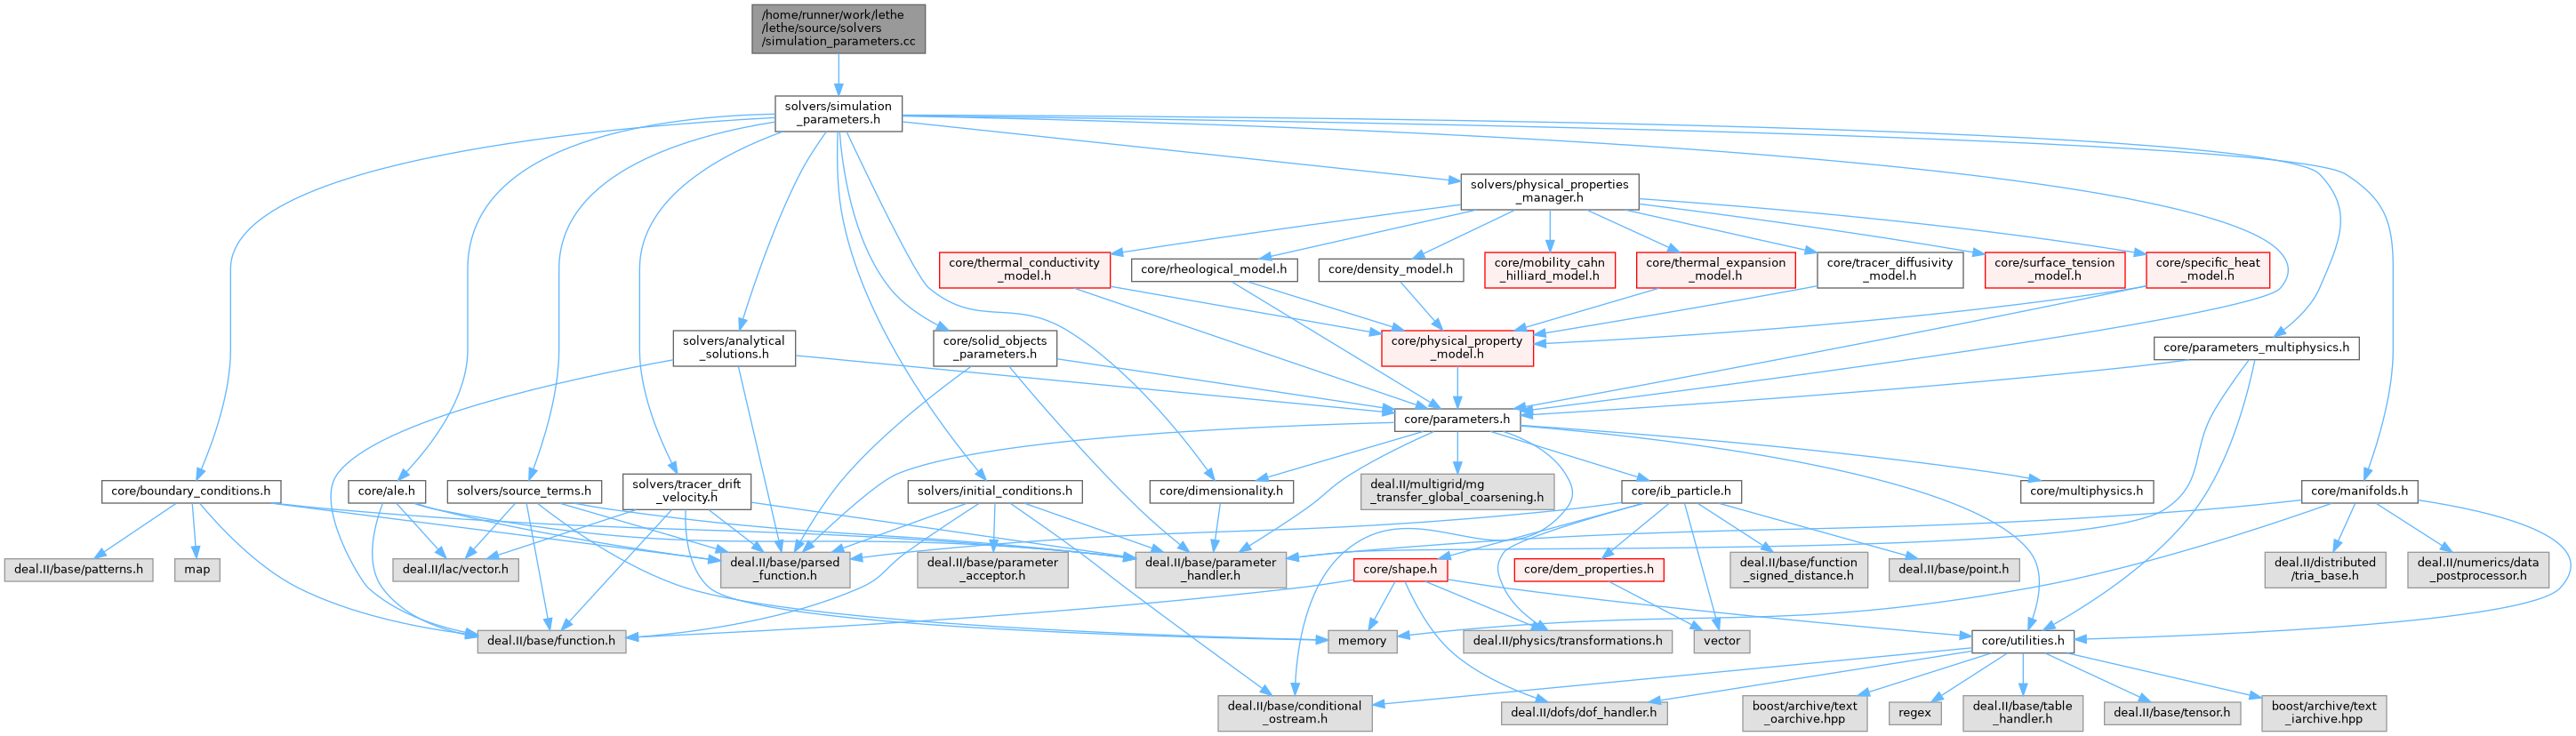 /home/runner/work/lethe
/lethe/source/solvers
/simulation_parameters.cc
solvers/simulation
_parameters.h
solvers/physical_properties
_manager.h
core/thermal_conductivity
_model.h
core/rheological_model.h
core/density_model.h
core/mobility_cahn
_hilliard_model.h
core/thermal_expansion
_model.h
core/tracer_diffusivity
_model.h
core/surface_tension
_model.h
core/specific_heat
_model.h
solvers/analytical
_solutions.h
core/solid_objects
_parameters.h
core/physical_property
_model.h
core/parameters_multiphysics.h
core/parameters.h
core/boundary_conditions.h
core/ale.h
solvers/source_terms.h
solvers/tracer_drift
_velocity.h
solvers/initial_conditions.h
core/dimensionality.h
deal.II/multigrid/mg
_transfer_global_coarsening.h
core/ib_particle.h
core/multiphysics.h
core/manifolds.h
deal.II/base/patterns.h
map
deal.II/lac/vector.h
deal.II/base/parsed
_function.h
deal.II/base/parameter
_acceptor.h
deal.II/base/parameter
_handler.h
core/shape.h
core/dem_properties.h
deal.II/base/function
_signed_distance.h
deal.II/base/point.h
deal.II/distributed
/tria_base.h
deal.II/numerics/data
_postprocessor.h
deal.II/base/function.h
memory
deal.II/physics/transformations.h
vector
core/utilities.h
deal.II/base/conditional
_ostream.h
deal.II/dofs/dof_handler.h
boost/archive/text
_oarchive.hpp
regex
deal.II/base/table
_handler.h
deal.II/base/tensor.h
boost/archive/text
_iarchive.hpp